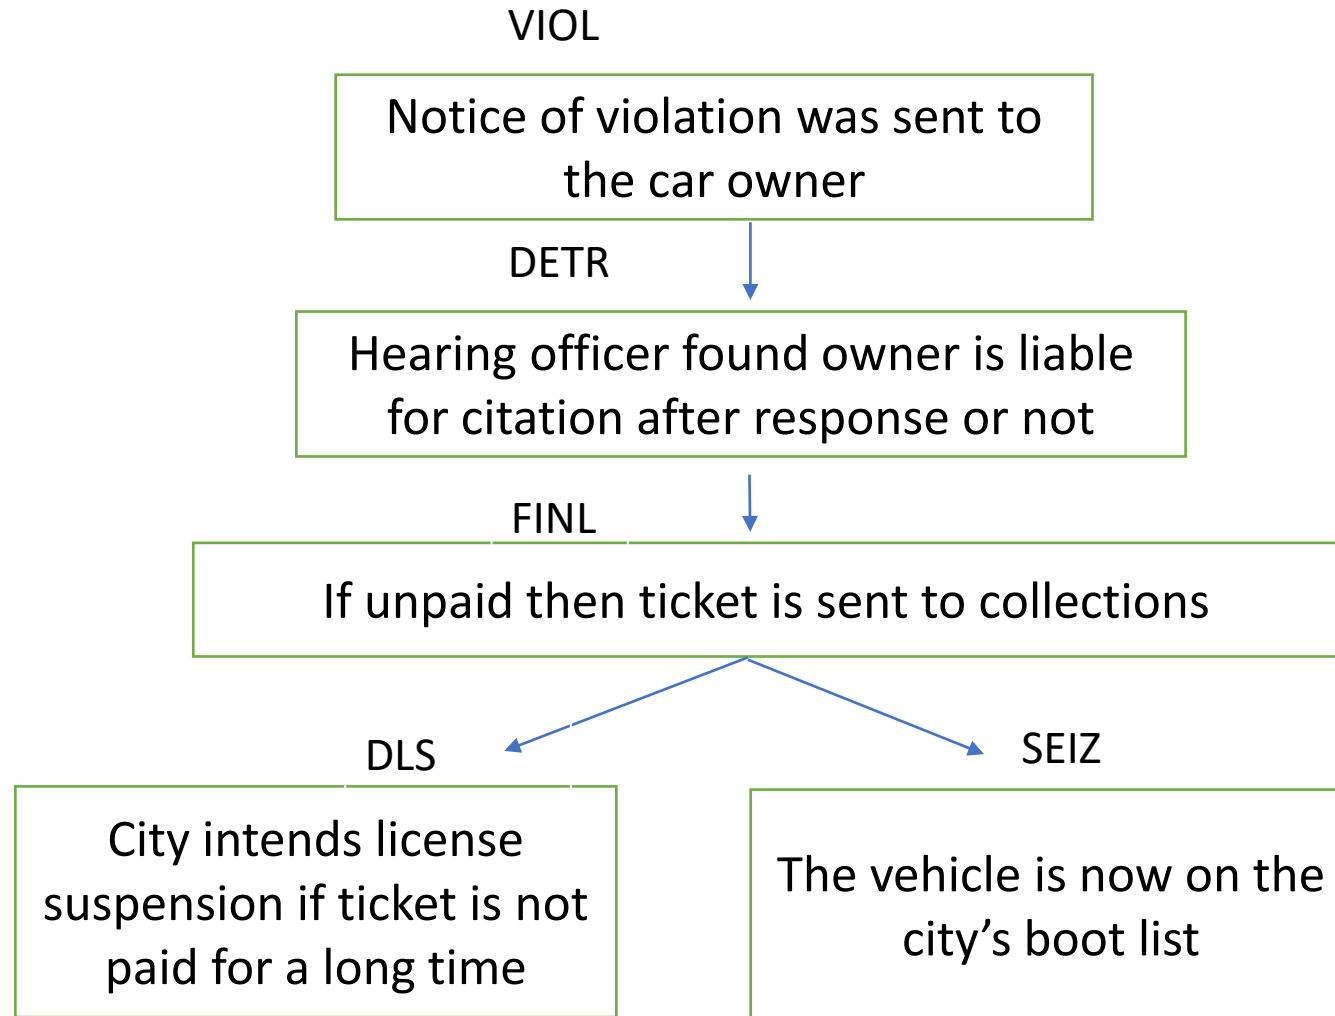 VIOL
Notice of violation was sent to
the car owner
DETR
Hearing officer found owner is liable
for citation after response or not
FINL
If unpaid then ticket is sent to collections
DLS
City intends license
suspension if ticket is not
paid for a long time
SEIZ
The vehicle is now on the
city’s boot list